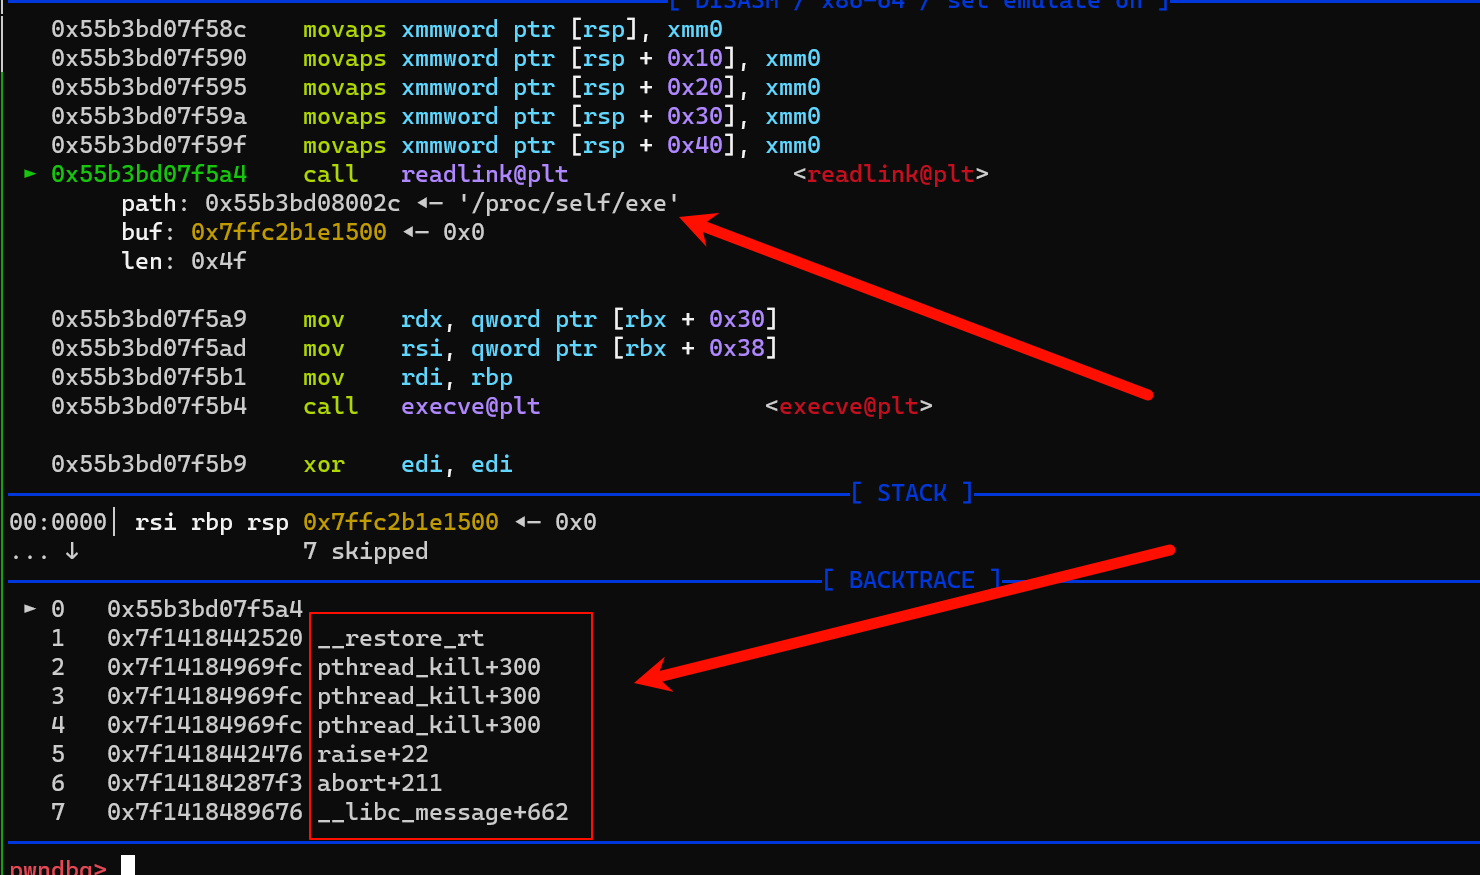 [ DISASM / x86-64 / set emulate on ]
0x55b3bd07f58c    movaps xmmword ptr [rsp], xmm0
0x55b3bd07f590    movaps xmmword ptr [rsp + 0x10], xmm0
0x55b3bd07f595    movaps xmmword ptr [rsp + 0x20], xmm0
0x55b3bd07f59a    movaps xmmword ptr [rsp + 0x30], xmm0
0x55b3bd07f59f    movaps xmmword ptr [rsp + 0x40], xmm0
► 0x55b3bd07f5a4    call   readlink@plt                <readlink@plt>
path: 0x55b3bd08002c ◂— '/proc/self/exe'
buf: 0x7ffc2b1e1500 ◂— 0x0
len: 0x4f
0x55b3bd07f5a9    mov    rdx, qword ptr [rbx + 0x30]
0x55b3bd07f5ad    mov    rsi, qword ptr [rbx + 0x38]
0x55b3bd07f5b1    mov    rdi, rbp
0x55b3bd07f5b4    call   execve@plt                <execve@plt>
0x55b3bd07f5b9    xor    edi, edi
[ STACK ]
00:0000│ rsi rbp rsp 0x7ffc2b1e1500 ◂— 0x0
... ↓                7 skipped
[ BACKTRACE ]
► 0   0x55b3bd07f5a4
1   0x7f1418442520 __restore_rt
2   0x7f14184969fc pthread_kill+300
3   0x7f14184969fc pthread_kill+300
4   0x7f14184969fc pthread_kill+300
5   0x7f1418442476 raise+22
6   0x7f14184287f3 abort+211
7   0x7f1418489676 __libc_message+662
pwndbg>